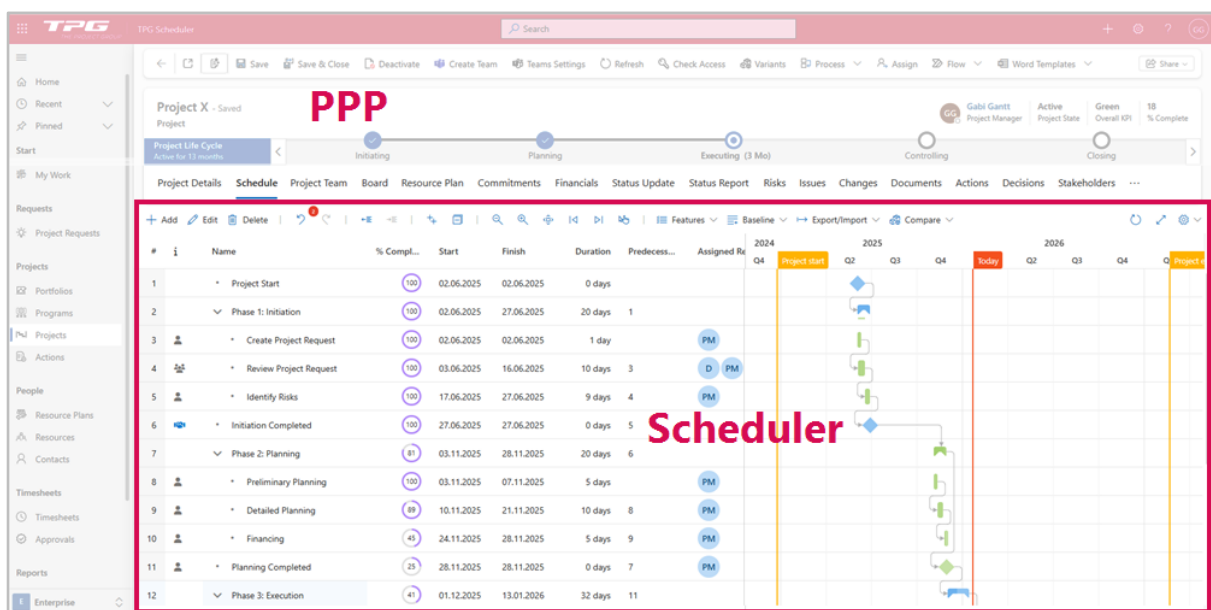 TPG
THE PROJECT GROUP
TPG Scheduler
Search
GG
Save
Save & Close
Deactivate
Create Team
Teams Settings
Refresh
Check Access
Variants
Process
Assign
Flow
Word Templates
Share
Home
Recent
Pinned
Start
My Work
Requests
Project Requests
Projects
Portfolios
Programs
Projects
Actions
People
Resource Plans
Resources
Contacts
Timesheets
Timesheets
Approvals
Reports
E Enterprise
Project X - Saved
Project
PPP
GG
Gabi Gantt
Project Manager
Active
Project State
Green
Overall KPI
18
% Complete
Project Life Cycle
Active for 13 months
Initiating
Planning
Executing (3 Mo)
Controlling
Closing
Project Details Schedule Project Team Board Resource Plan Commitments Financials Status Update Status Report Risks Issues Changes Documents Actions Decisions Stakeholders ...
Add Edit Delete 2 Features Baseline Export/Import Compare
# i Name % Compl... Start Finish Duration Predecess... Assigned Re
2024 2025 2026
Q4 Project start Q2 Q3 Q4 Today Q2 Q3 Q4 Q Project e
1 Project Start 100 02.06.2025 02.06.2025 0 days
2 Phase 1: Initiation 100 02.06.2025 27.06.2025 20 days 1
3 Create Project Request 100 02.06.2025 02.06.2025 1 day PM
4 Review Project Request 100 03.06.2025 16.06.2025 10 days 3 D PM
5 Identify Risks 100 17.06.2025 27.06.2025 9 days 4 PM
6 Initiation Completed 100 27.06.2025 27.06.2025 0 days 5
Scheduler
7 Phase 2: Planning 81 03.11.2025 28.11.2025 20 days 6
8 Preliminary Planning 100 03.11.2025 07.11.2025 5 days PM
9 Detailed Planning 89 10.11.2025 21.11.2025 10 days 8 PM
10 Financing 45 24.11.2025 28.11.2025 5 days 9 PM
11 Planning Completed 25 28.11.2025 28.11.2025 0 days 7 PM
12 Phase 3: Execution 41 01.12.2025 13.01.2026 32 days 11